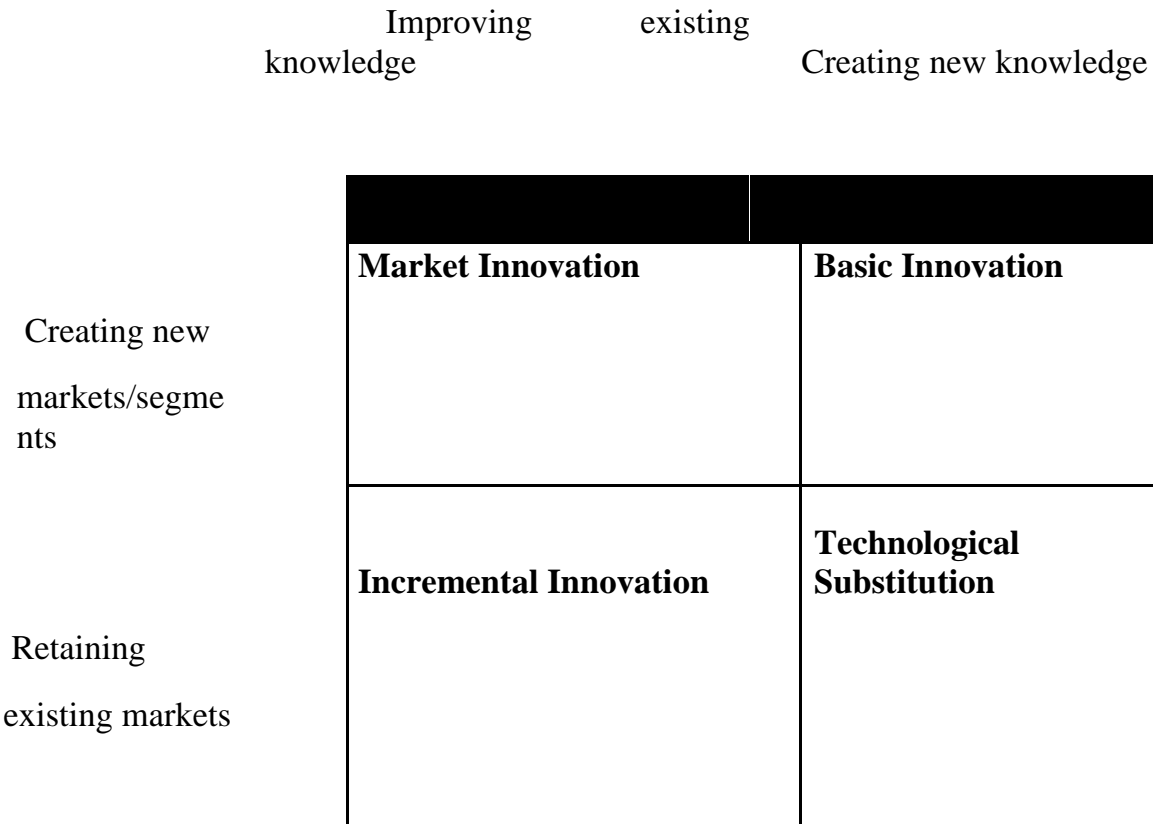 Improving existing
knowledge
Creating new knowledge
Market Innovation
Basic Innovation
Creating new
markets/segme
nts
Incremental Innovation
Technological
Substitution
Retaining
existing markets